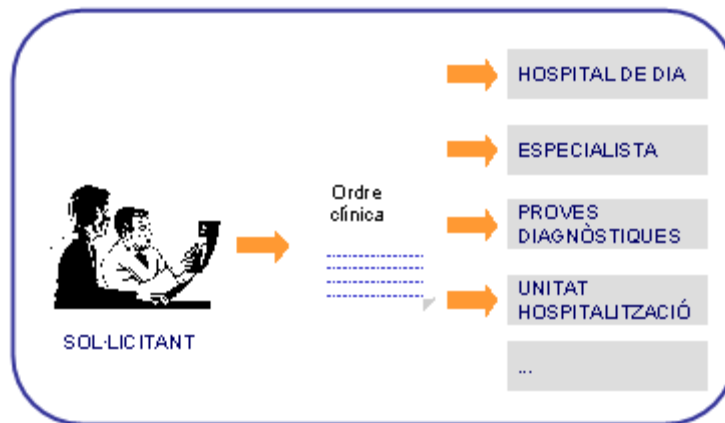 HOSPITAL DE DIA
ESPECIALISTA
Ordre
clínica
PROVES
DIAGNÒSTIQUES
UNITAT
HOSPITALITZACIÓ
SOL·LICITANT
...